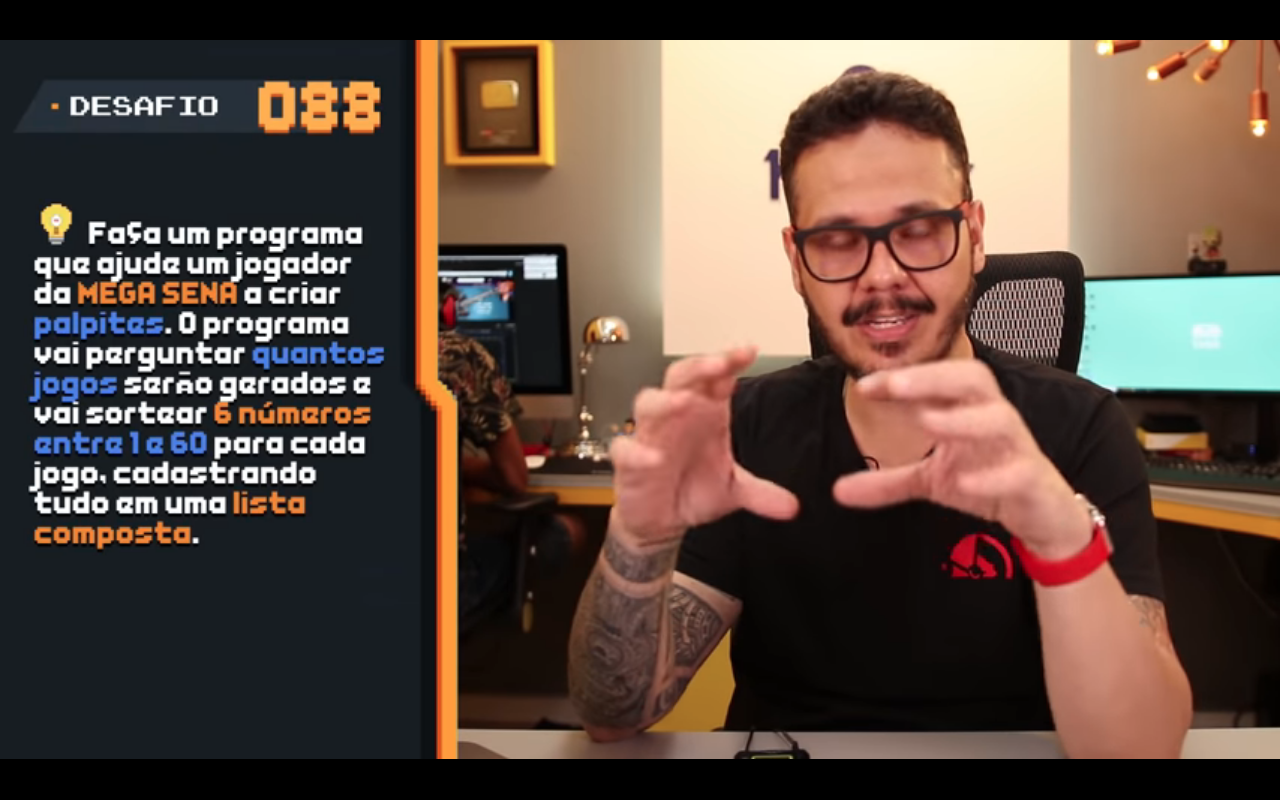 DESAFIO 088
Faça um programa
que ajude um jogador
da MEGA SENA a criar
palpites. O programa
vai perguntar quantos
jogos serão gerados e
vai sortear 6 números
entre 1 e 60 para cada
jogo, cadastrando
tudo em uma lista
composta.